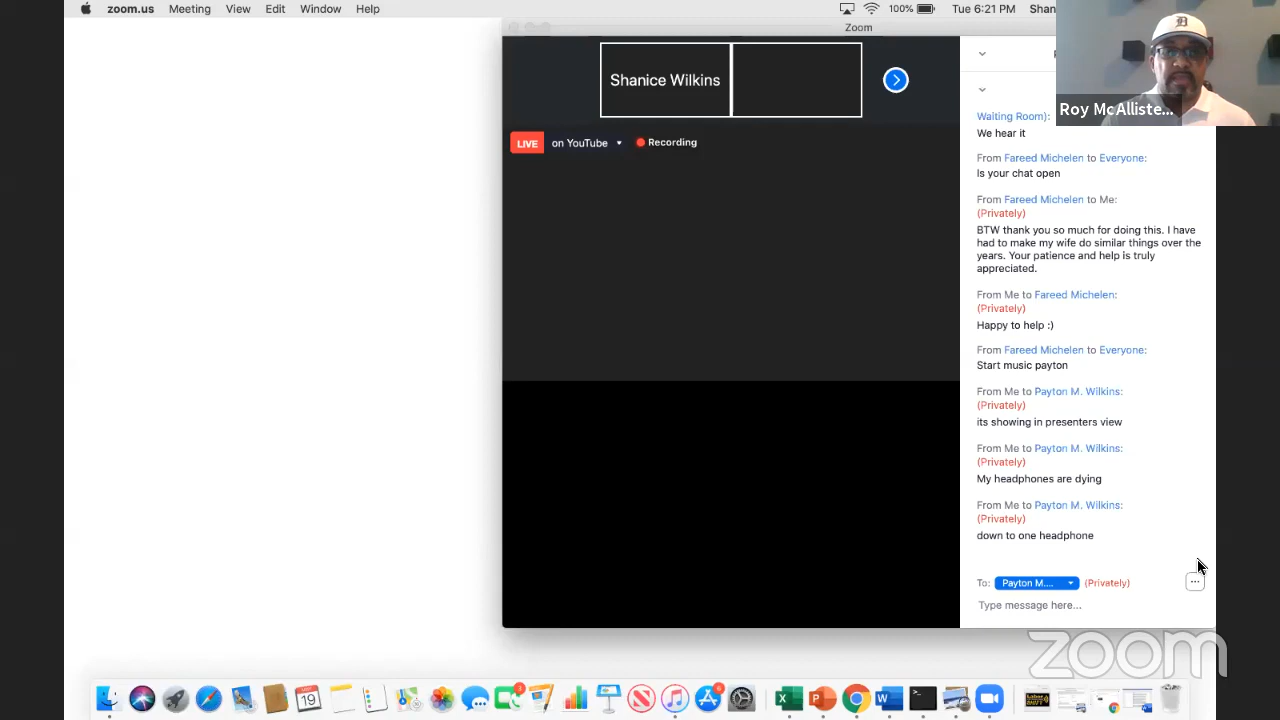 zoom.us Meeting View Edit Window Help 100% Tue 6:21 PM Shan
Zoom
Shanice Wilkins
LIVE on YouTube Recording
Roy McAlliste...
Waiting Room):
We hear it
From Fareed Michelen to Everyone:
Is your chat open
From Fareed Michelen to Me:
(Privately)
BTW thank you so much for doing this. I have
had to make my wife do similar things over the
years. Your patience and help is truly
appreciated.
From Me to Fareed Michelen:
(Privately)
Happy to help :)
From Fareed Michelen to Everyone:
Start music payton
From Me to Payton M. Wilkins:
(Privately)
its showing in presenters view
From Me to Payton M. Wilkins:
(Privately)
My headphones are dying
From Me to Payton M. Wilkins:
(Privately)
down to one headphone
To: Payton M.... (Privately)
Type message here...
zoom
19